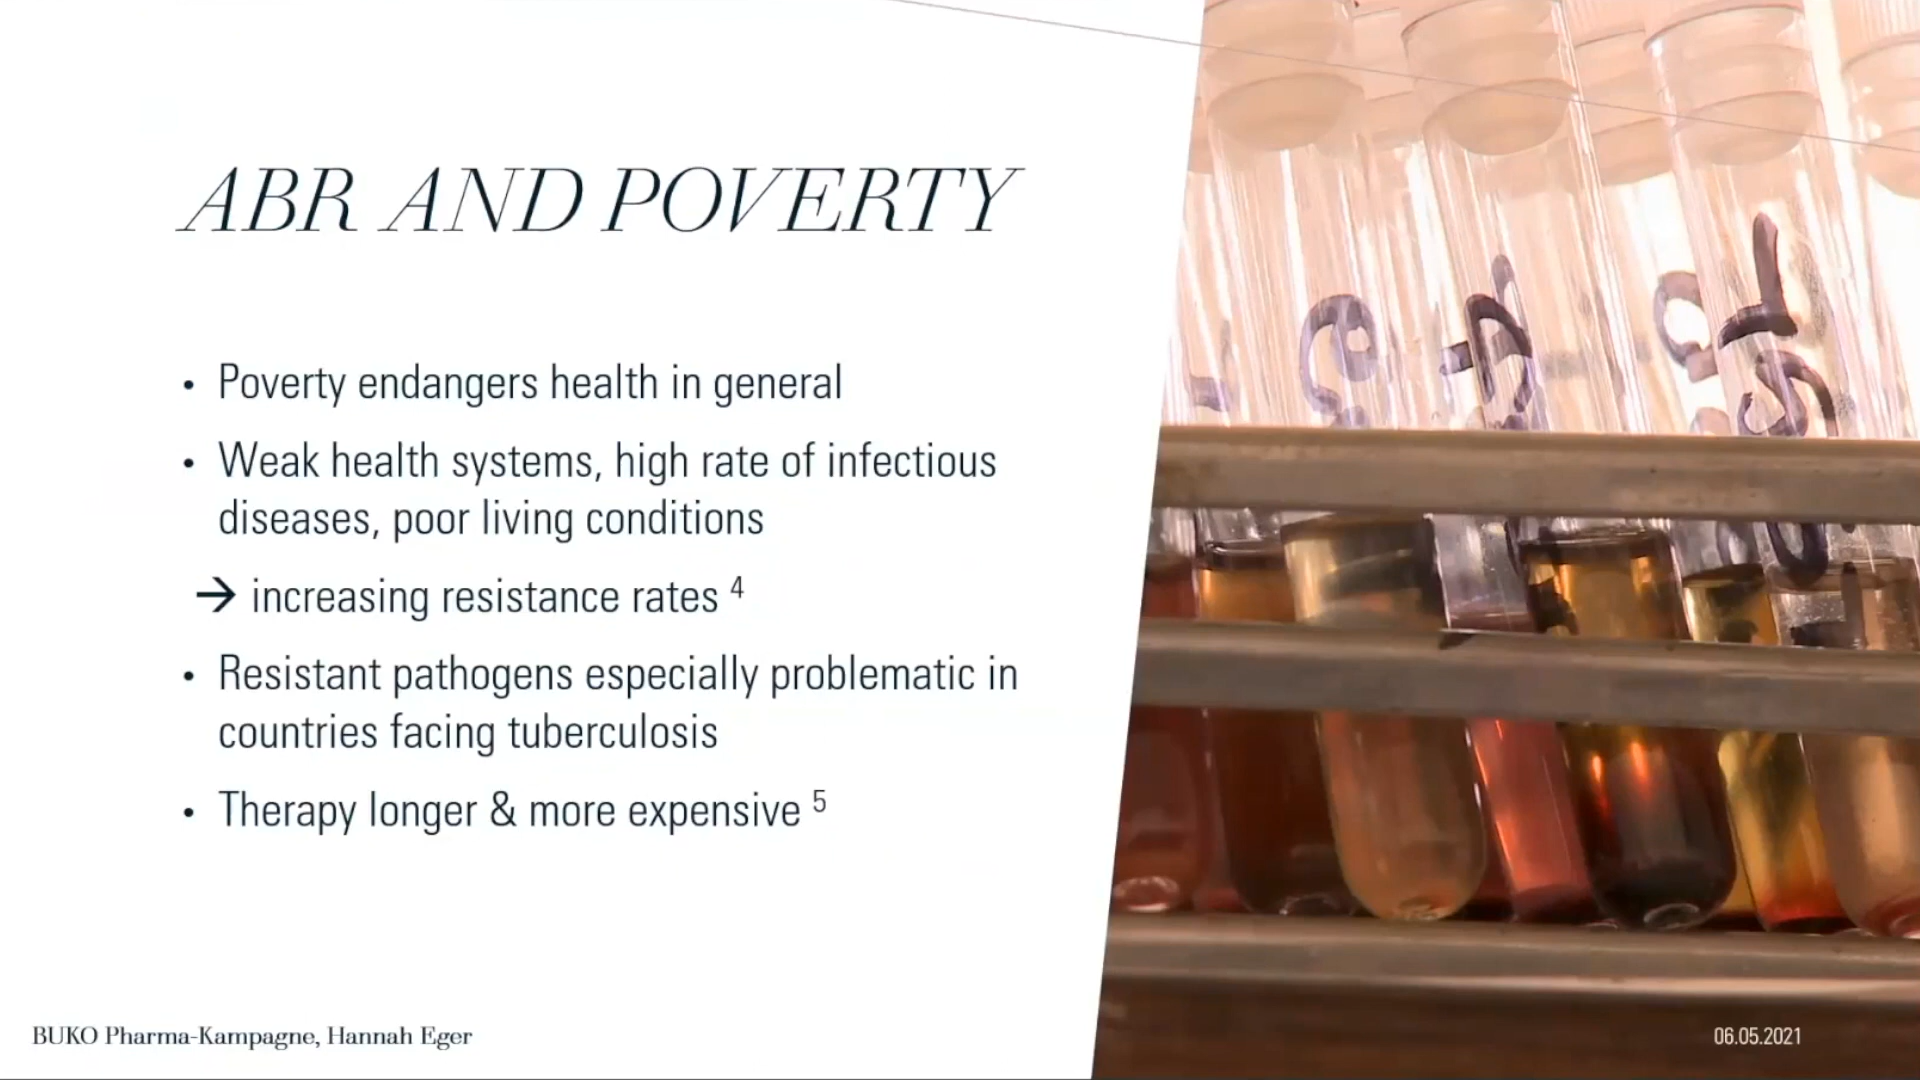 ABR AND POVERTY
• Poverty endangers health in general
• Weak health systems, high rate of infectious
diseases, poor living conditions
→ increasing resistance rates ⁴
• Resistant pathogens especially problematic in
countries facing tuberculosis
• Therapy longer & more expensive ⁵
BUKO Pharma-Kampagne, Hannah Eger
06.05.2021